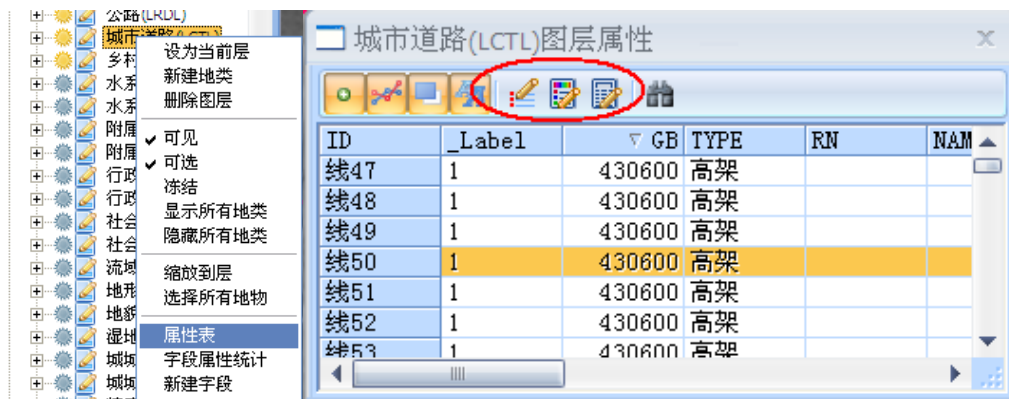 公路(LRDL)
城市道路(LCTL)
乡村
水系
水系
附属
附属
行政
行政
社会
社会
流域
地形
地貌
湿地
城
城
设为当前层
新建地类
删除图层
可见
可选
冻结
显示所有地类
隐藏所有地类
缩放到层
选择所有地物
属性表
字段属性统计
新建字段
城市道路(LCTL)图层属性
ID _Label GB TYPE RN NAM
线47 1 430600 高架
线48 1 430600 高架
线49 1 430600 高架
线50 1 430600 高架
线51 1 430600 高架
线52 1 430600 高架
线53 1 430600 高架